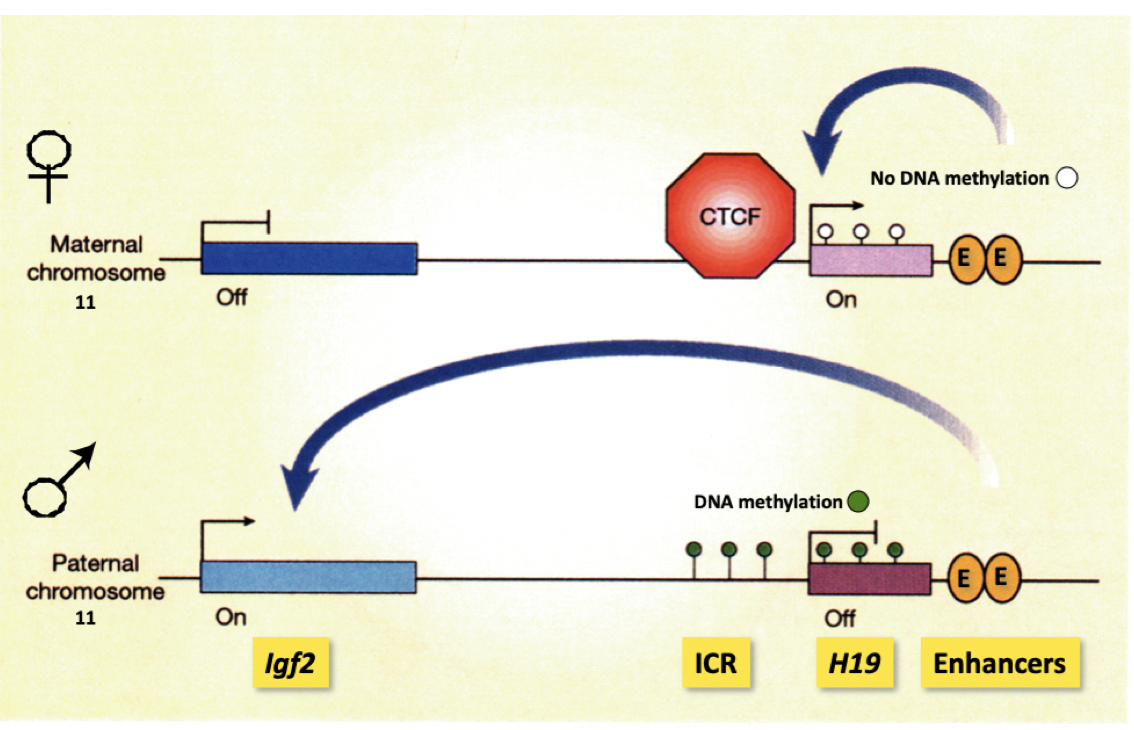 No DNA methylation
CTCF
Maternal
chromosome
11
E E
Off
On
DNA methylation
Paternal
chromosome
11
E E
On
Off
Igf2
ICR
H19
Enhancers